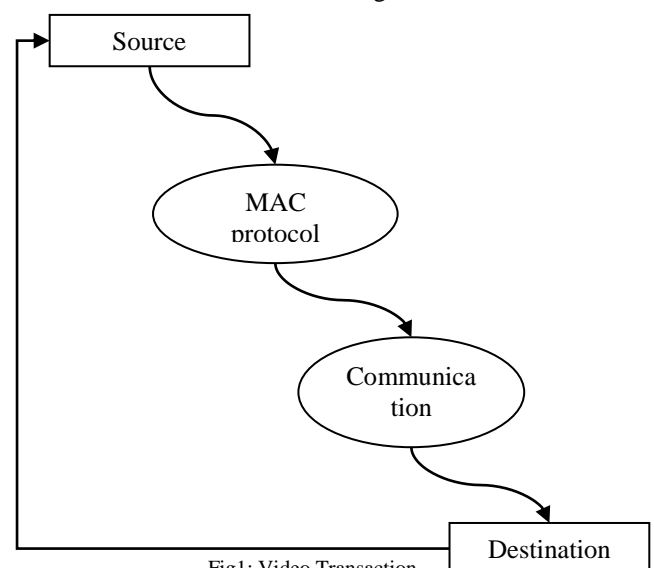 Source
MAC
protocol
Communica
tion
Destination
Fig1: Video Transaction